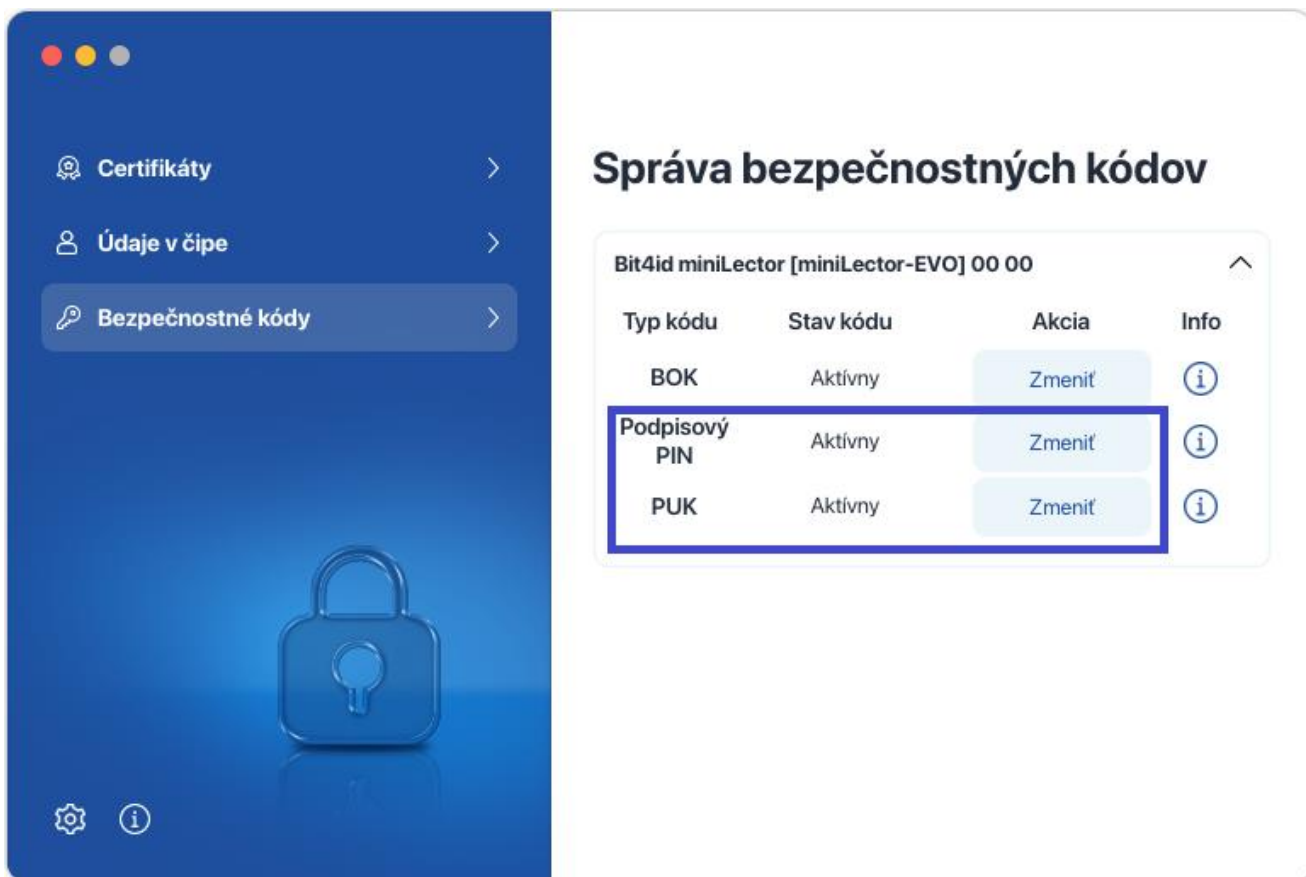 Certifikáty
Údaje v čipe
Bezpečnostné kódy
Správa bezpečnostných kódov
Bit4id miniLector [miniLector-EVO] 00 00
Typ kódu Stav kódu Akcia Info
BOK Aktívny Zmeniť
Podpisový
PIN Aktívny Zmeniť
PUK Aktívny Zmeniť